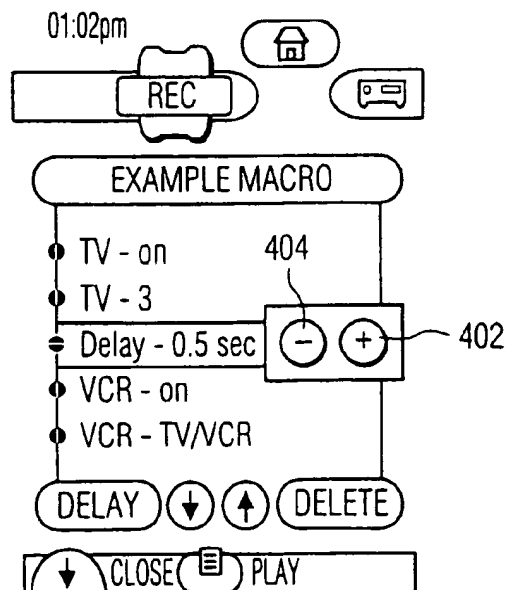 01:02pm
REC
EXAMPLE MACRO
TV - on
404
TV - 3
Delay - 0.5 sec
− +
402
VCR - on
VCR - TV/VCR
DELAY DELETE
CLOSE PLAY